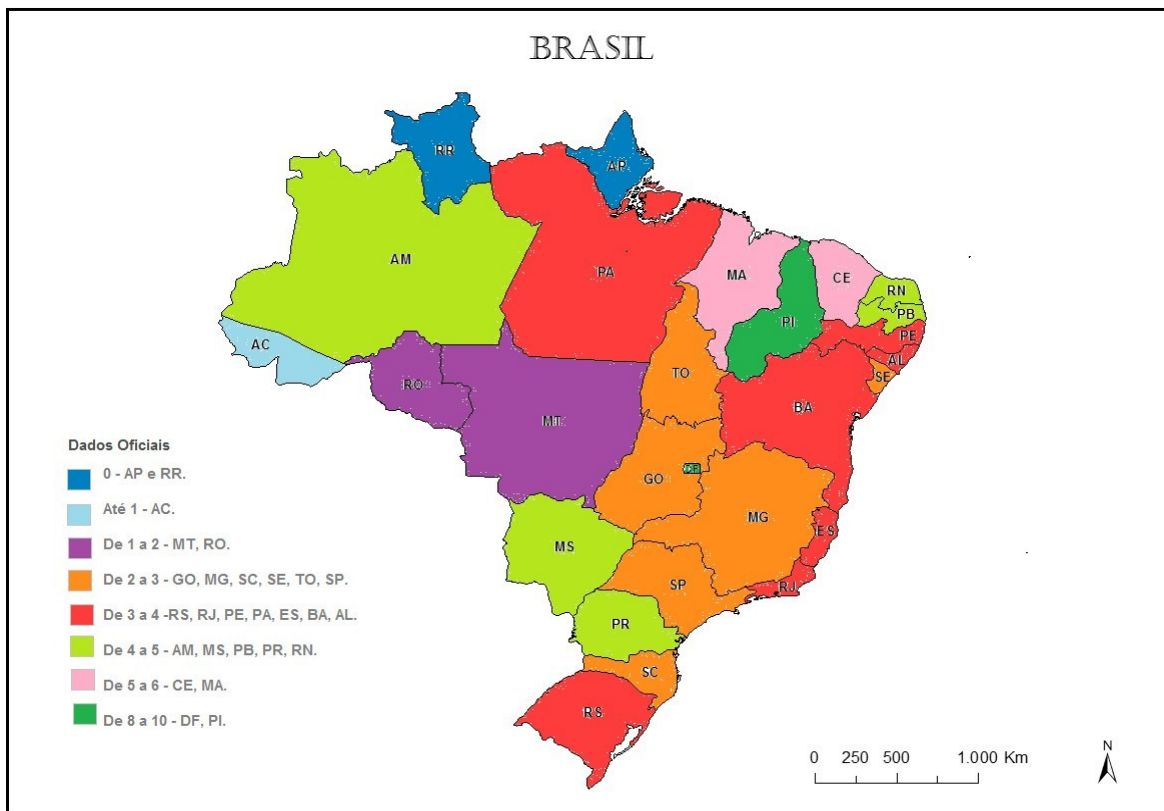 BRASIL
RR
AP
AM
PA
MA
CE
RN
PB
PI
PE
AC
AL
TO
SE
RO
BA
MT
DF
GO
MG
ES
MS
SP
RJ
PR
SC
RS
Dados Oficiais
0 - AP e RR.
Até 1 - AC.
De 1 a 2 - MT, RO.
De 2 a 3 - GO, MG, SC, SE, TO, SP.
De 3 a 4 -RS, RJ, PE, PA, ES, BA, AL.
De 4 a 5 - AM, MS, PB, PR, RN.
De 5 a 6 - CE, MA.
De 8 a 10 - DF, PI.
0 250 500 1.000 Km
N